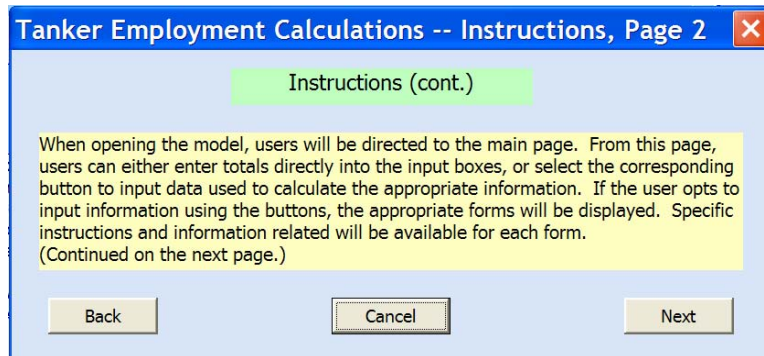 Tanker Employment Calculations -- Instructions, Page 2
Instructions (cont.)
When opening the model, users will be directed to the main page.  From this page,
users can either enter totals directly into the input boxes, or select the corresponding
button to input data used to calculate the appropriate information.  If the user opts to
input information using the buttons, the appropriate forms will be displayed.  Specific
instructions and information related will be available for each form.
(Continued on the next page.)
Back
Cancel
Next